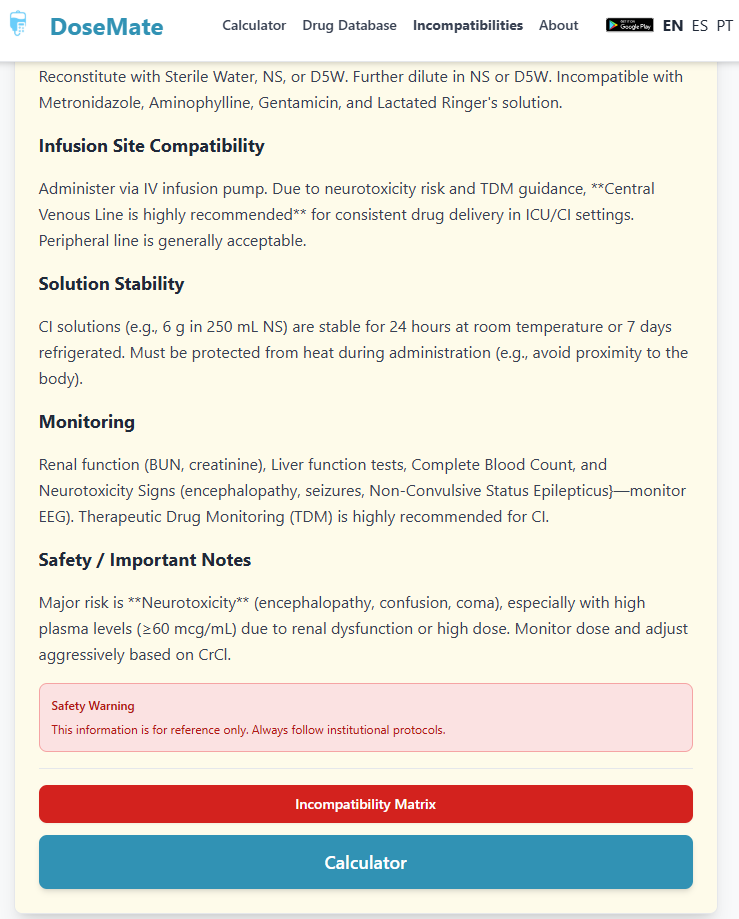 DoseMate
Calculator Drug Database Incompatibilities About GET IT ON Google Play EN ES PT
Reconstitute with Sterile Water, NS, or D5W. Further dilute in NS or D5W. Incompatible with
Metronidazole, Aminophylline, Gentamicin, and Lactated Ringer's solution.
Infusion Site Compatibility
Administer via IV infusion pump. Due to neurotoxicity risk and TDM guidance, **Central
Venous Line is highly recommended** for consistent drug delivery in ICU/CI settings.
Peripheral line is generally acceptable.
Solution Stability
CI solutions (e.g., 6 g in 250 mL NS) are stable for 24 hours at room temperature or 7 days
refrigerated. Must be protected from heat during administration (e.g., avoid proximity to the
body).
Monitoring
Renal function (BUN, creatinine), Liver function tests, Complete Blood Count, and
Neurotoxicity Signs (encephalopathy, seizures, Non-Convulsive Status Epilepticus}—monitor
EEG). Therapeutic Drug Monitoring (TDM) is highly recommended for CI.
Safety / Important Notes
Major risk is **Neurotoxicity** (encephalopathy, confusion, coma), especially with high
plasma levels (≥60 mcg/mL) due to renal dysfunction or high dose. Monitor dose and adjust
aggressively based on CrCl.
Safety Warning
This information is for reference only. Always follow institutional protocols.
Incompatibility Matrix
Calculator